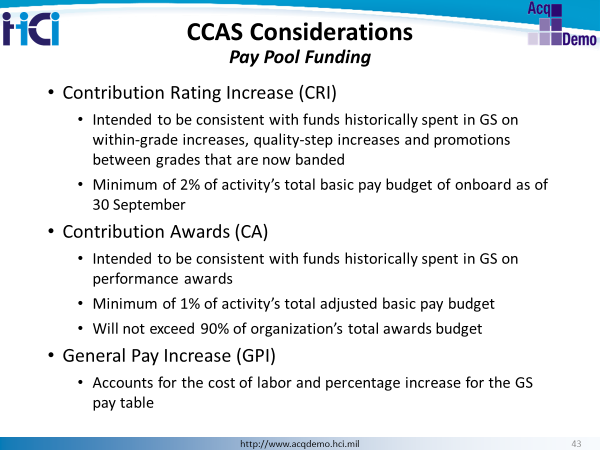 HCi
Acq
Demo
CCAS Considerations
Pay Pool Funding
• Contribution Rating Increase (CRI)
• Intended to be consistent with funds historically spent in GS on
within-grade increases, quality-step increases and promotions
between grades that are now banded
• Minimum of 2% of activity's total basic pay budget of onboard as of
30 September
• Contribution Awards (CA)
• Intended to be consistent with funds historically spent in GS on
performance awards
• Minimum of 1% of activity's total adjusted basic pay budget
• Will not exceed 90% of organization's total awards budget
• General Pay Increase (GPI)
• Accounts for the cost of labor and percentage increase for the GS
pay table
http://www.acqdemo.hci.mil
43